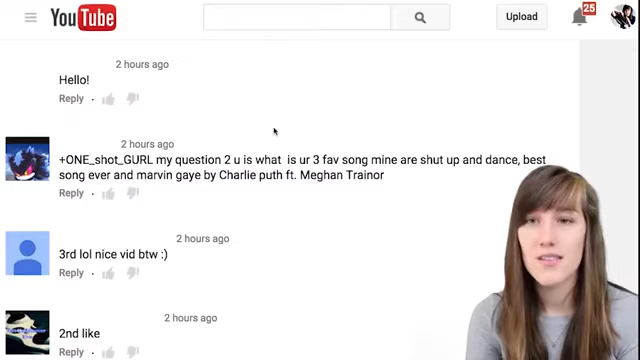 YouTube
Upload
25
2 hours ago
Hello!
Reply
2 hours ago
+ONE_shot_GURL my question 2 u is what is ur 3 fav song mine are shut up and dance, best
song ever and marvin gaye by Charlie puth ft. Meghan Trainor
Reply
2 hours ago
3rd lol nice vid btw :)
Reply
2 hours ago
2nd like
Reply